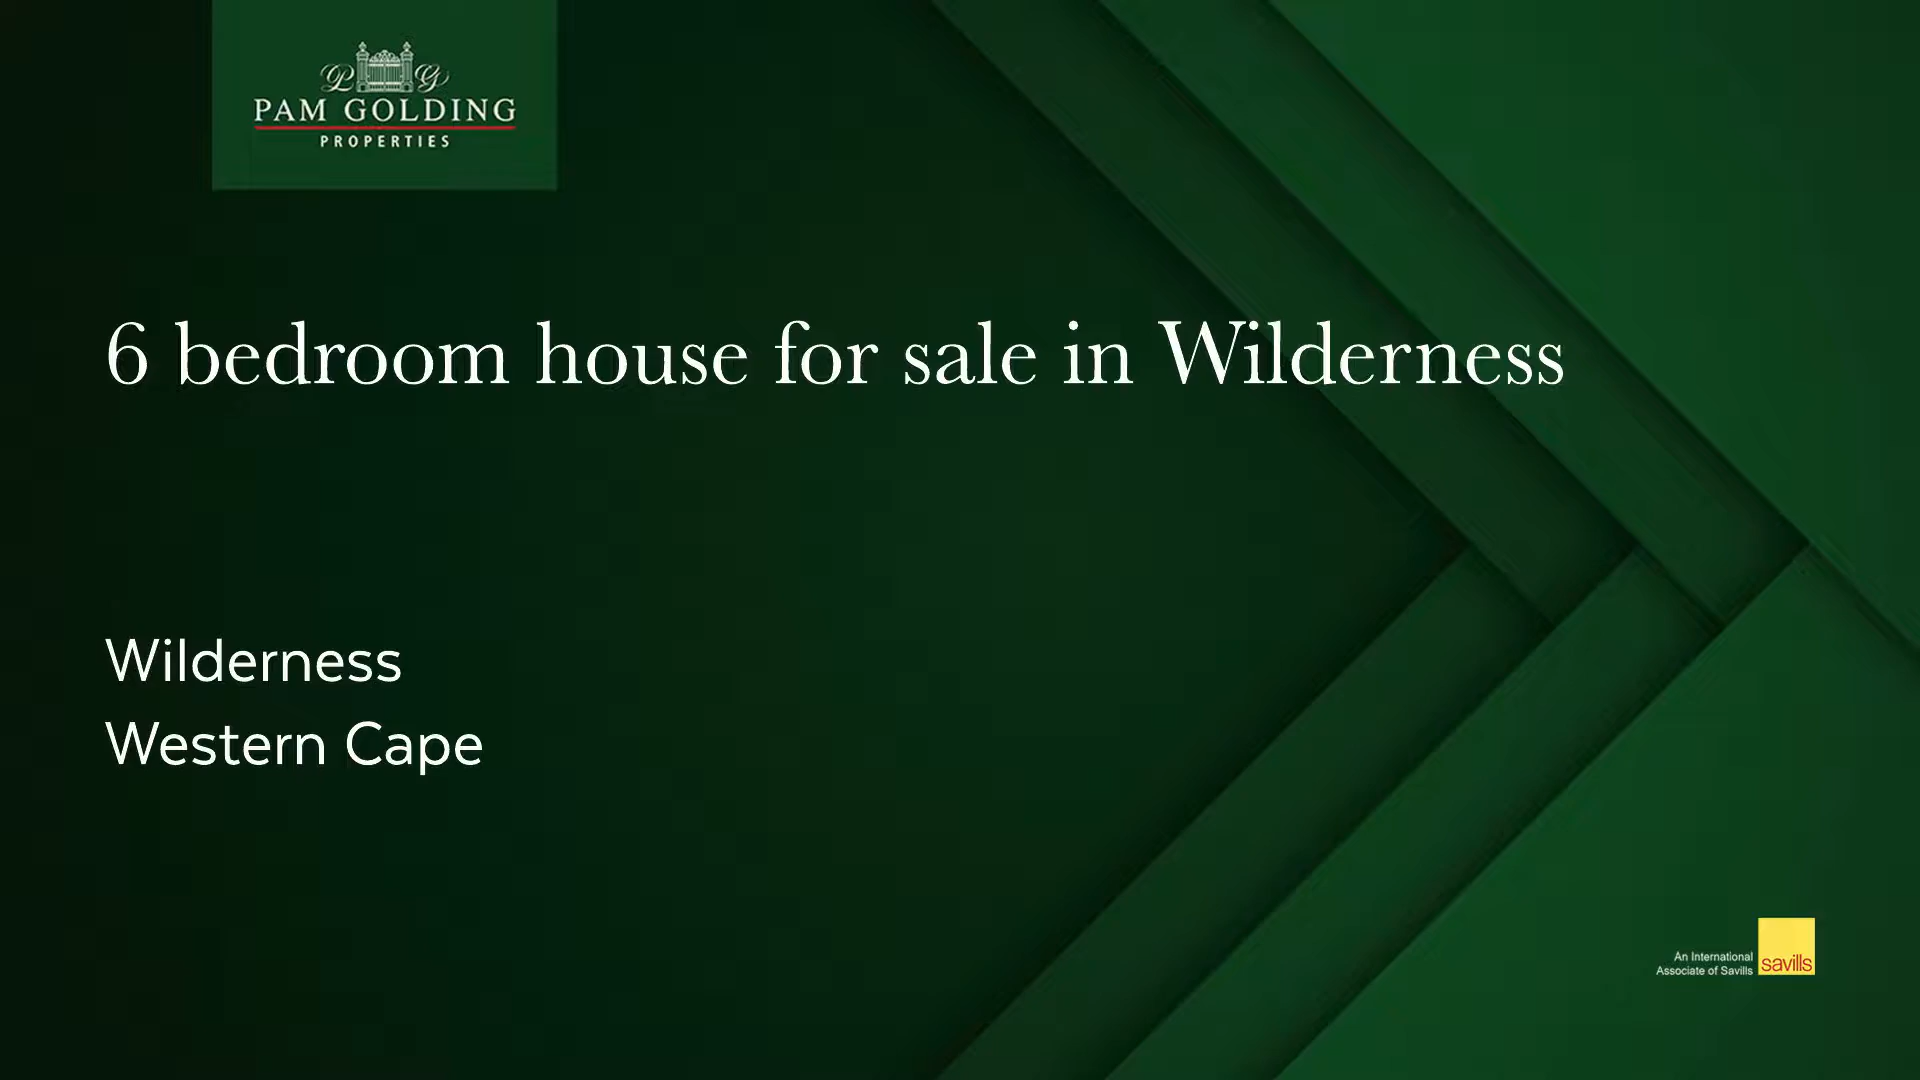 PG
PAM GOLDING
PROPERTIES
6 bedroom house for sale in Wilderness
Wilderness
Western Cape
An International
Associate of Savills
savills